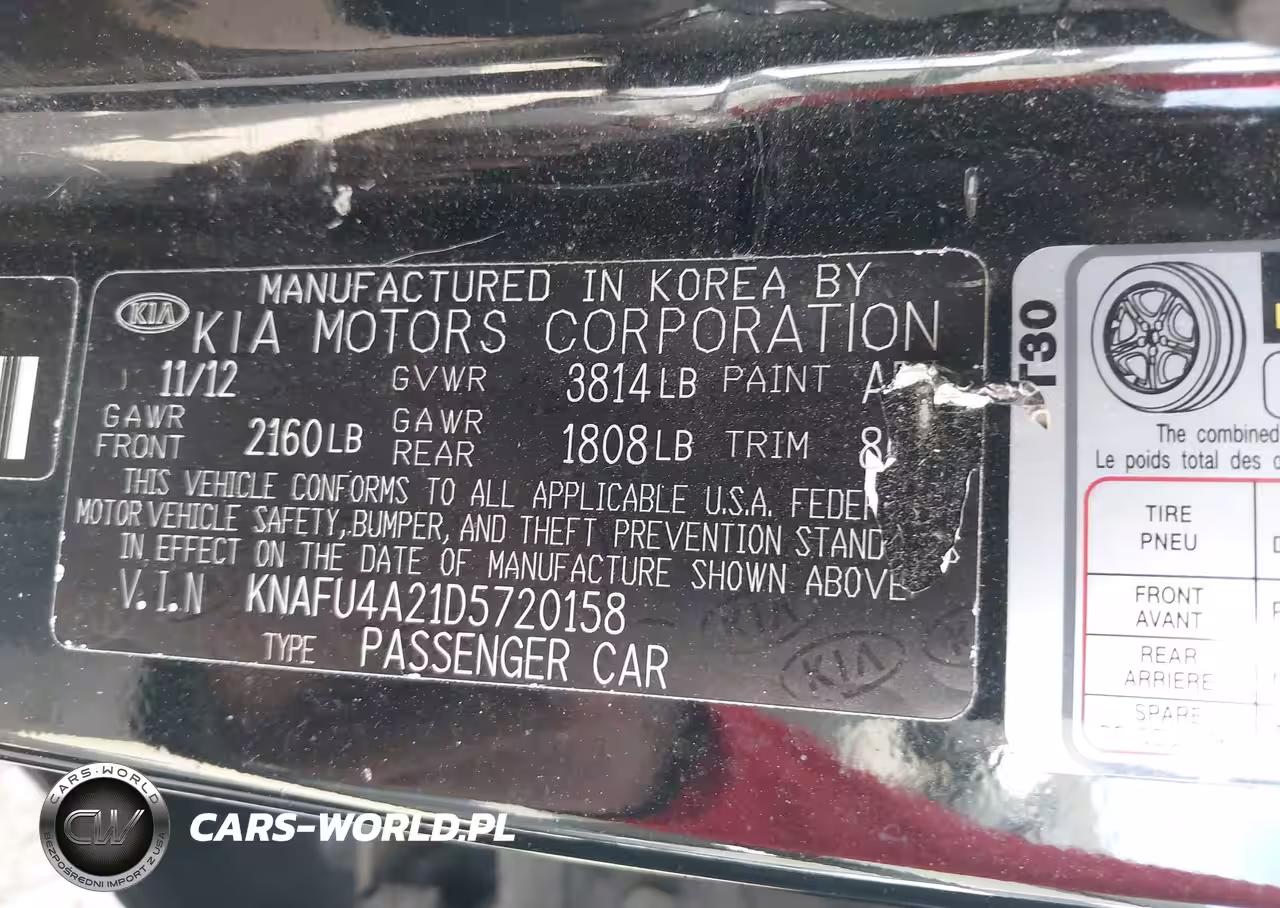 MANUFACTURED IN KOREA BY
KIA KIA MOTORS CORPORATION
11/12 GVWR 3814LB PAINT
GAWR FRONT 2160LB GAWR REAR 1808LB TRIM
THIS VEHICLE CONFORMS TO ALL APPLICABLE U.S.A.
MOTOR VEHICLE SAFETY, BUMPER, AND THEFT PREVENTION
IN EFFECT ON THE DATE OF MANUFACTURE SHOWN ABOVE
V.I.N KNAFU4A21D5720158
TYPE PASSENGER CAR
KIA
T30
The combined
Le poids total des
TIRE
PNEU
FRONT
AVANT
REAR
ARRIERE
SPARE
CARS-WORLD
CW
BEZPOŚREDNI IMPORT Z USA
CARS-WORLD.PL